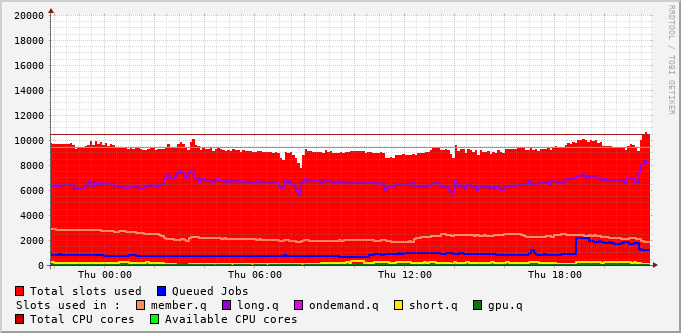 20000
18000
16000
14000
12000
10000
8000
6000
4000
2000
0
Thu 00:00 Thu 06:00 Thu 12:00 Thu 18:00
RRDTOOL / TOBI OETIKER
Total slots used Queued Jobs
Slots used in : member.q long.q ondemand.q short.q gpu.q
Total CPU cores Available CPU cores